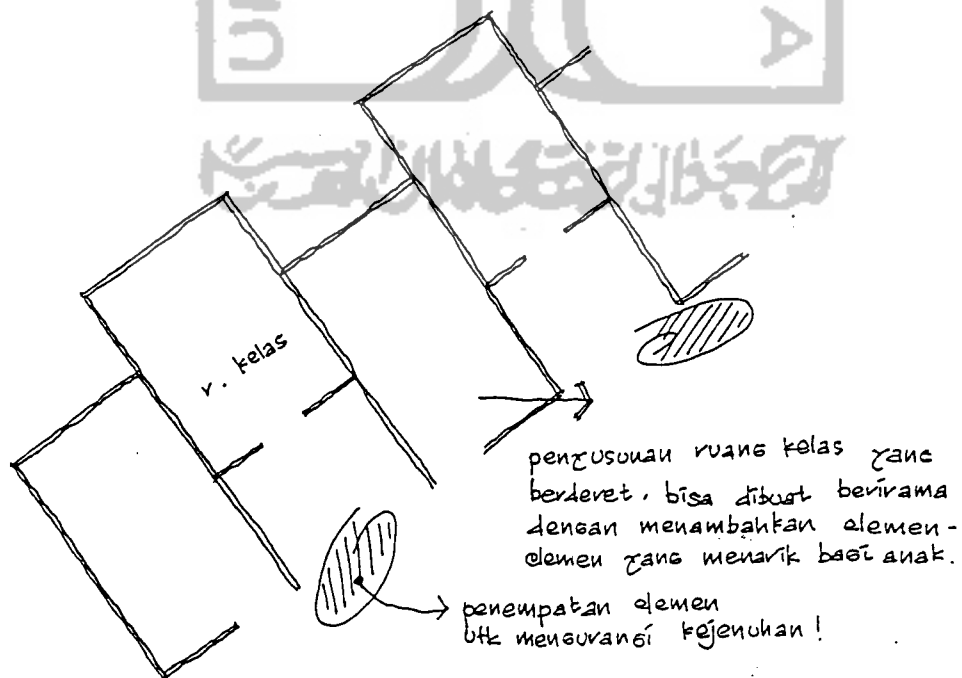 r. kelas
penyusunan ruang kelas yang
berderet. bisa dibuat berirama
dengan menambahkan elemen-
elemen yang menarik bagi anak.
penempatan elemen
utk mengurangi kejenuhan!